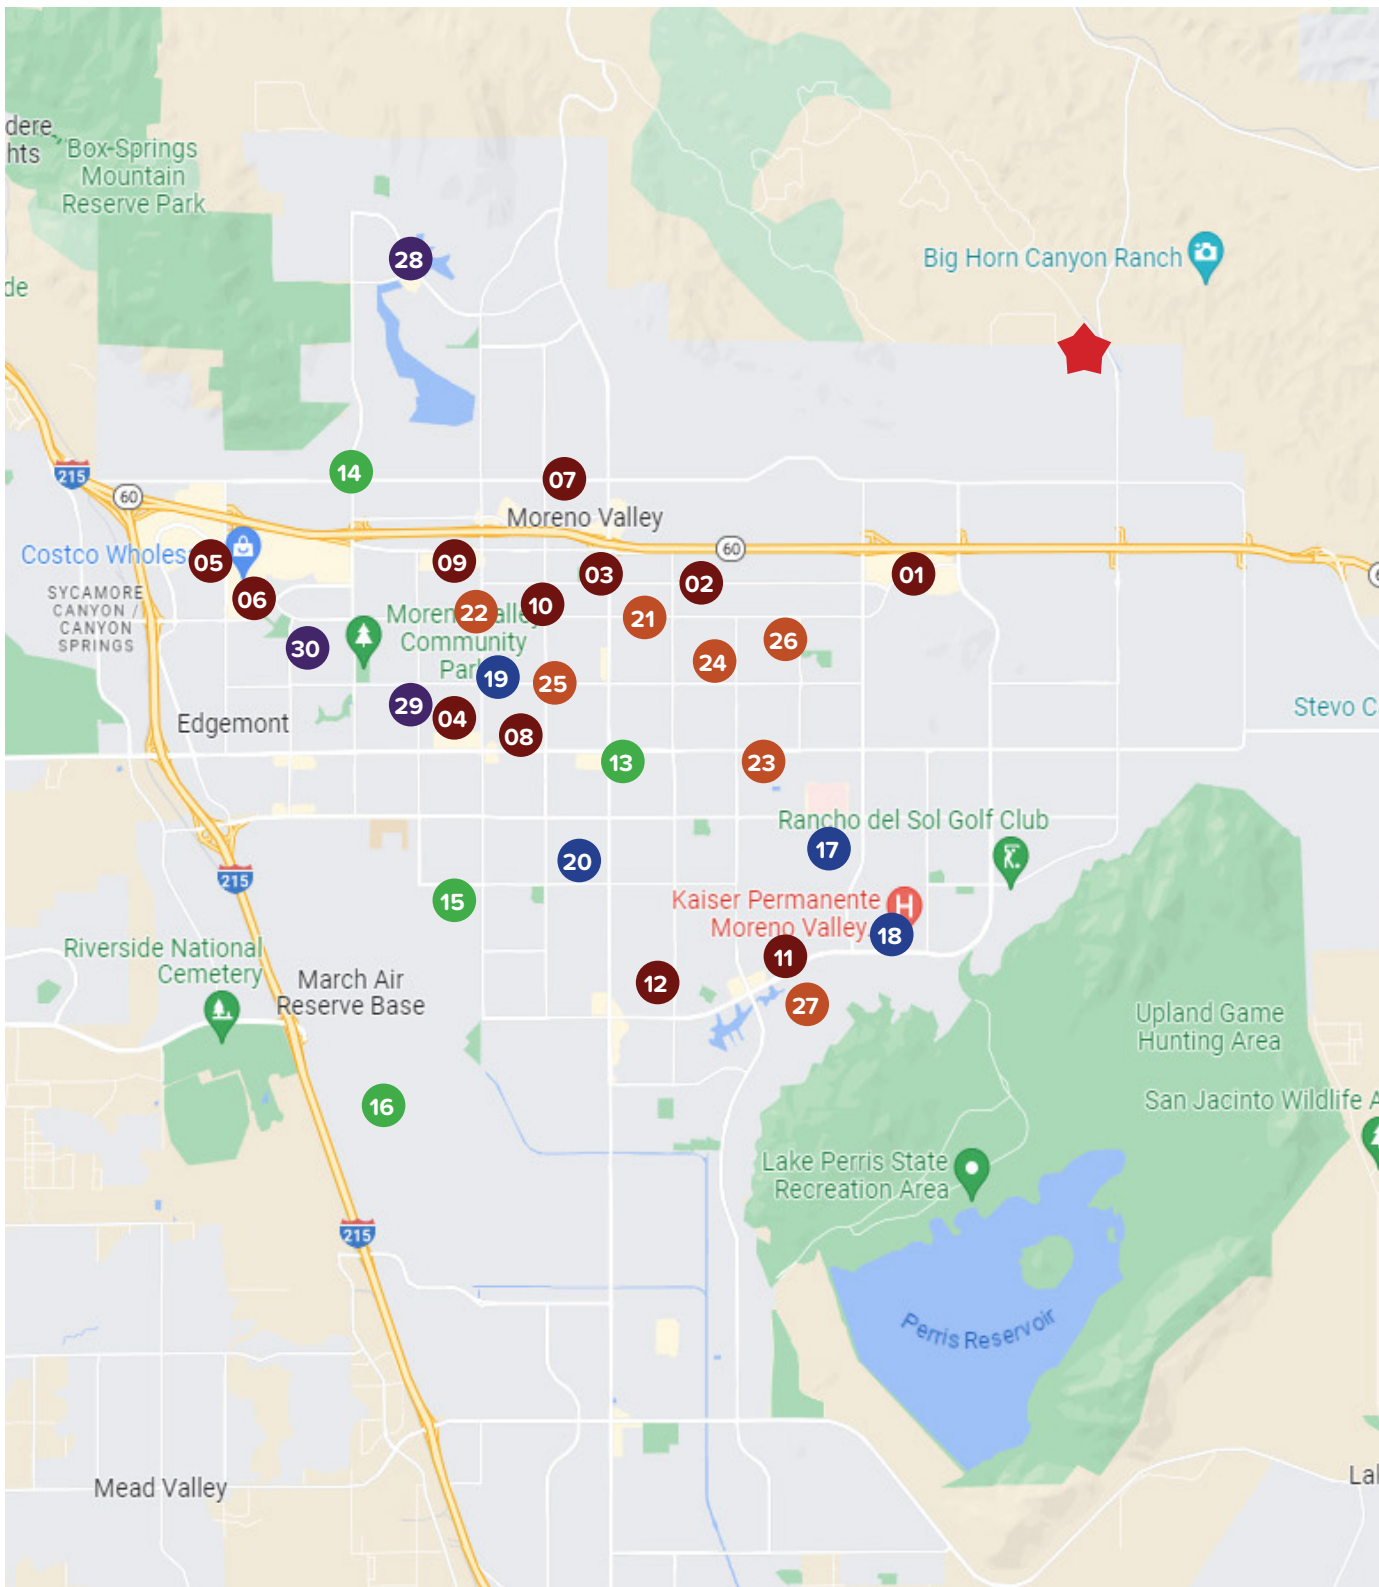 dere
hts
Box-Springs
Mountain
Reserve Park
de
28
Big Horn Canyon Ranch
215
60
14
07
Moreno Valley
60
Costco Wholes
05
06
09
03
02
01
SYCAMORE
CANYON /
CANYON
SPRINGS
22
10
21
26
Community
30
19
25
24
29
04
08
Edgemont
Stevo C
13
23
Rancho del Sol Golf Club
17
20
215
15
Kaiser Permanente
Moreno Valley
H
18
Riverside National
Cemetery
March Air
Reserve Base
11
12
27
Upland Game
Hunting Area
16
San Jacinto Wildlife A
Lake Perris State
Recreation Area
215
Perris Reservoir
Mead Valley
Lal